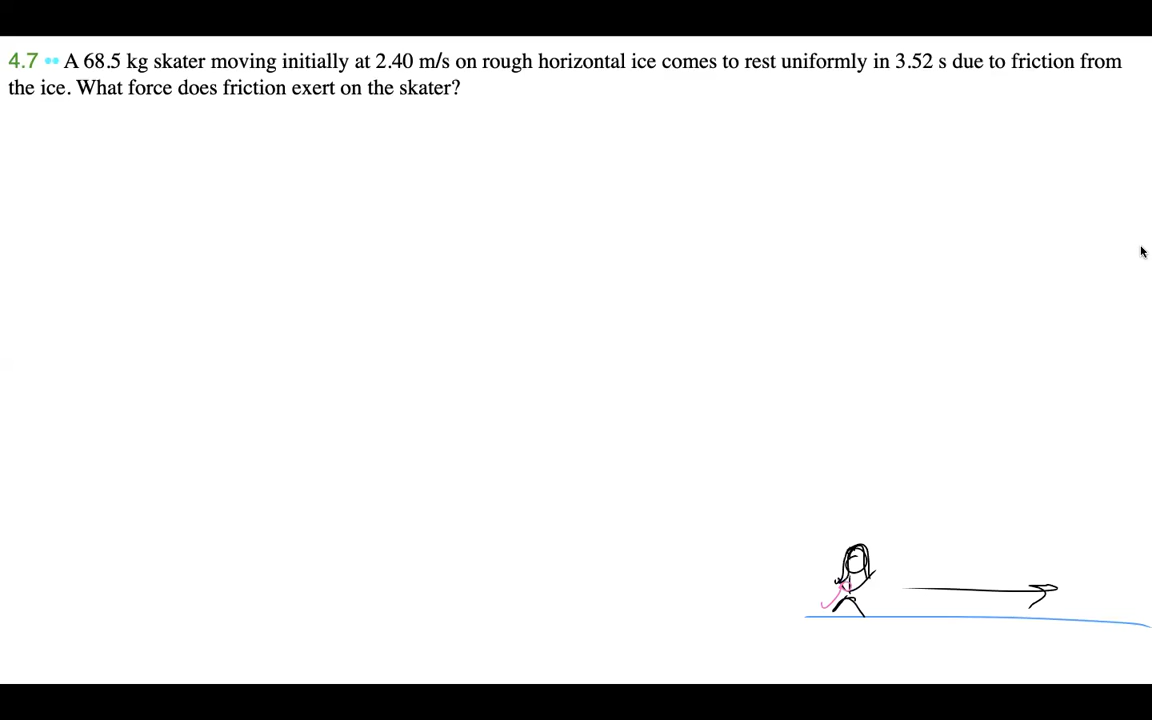 4.7 •• A 68.5 kg skater moving initially at 2.40 m/s on rough horizontal ice comes to rest uniformly in 3.52 s due to friction from
the ice. What force does friction exert on the skater?